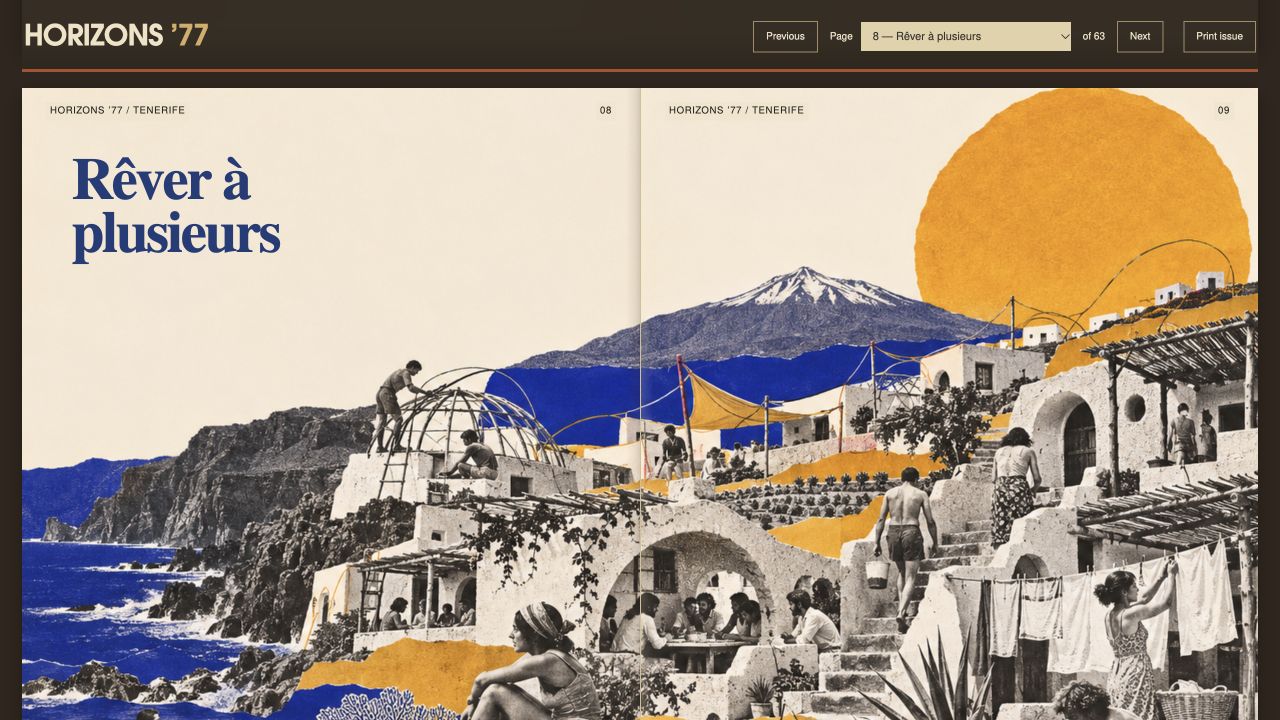 HORIZONS ’77
Previous
Page
8 — Rêver à plusieurs
of 63
Next
Print issue
HORIZONS ’77 / TENERIFE
08
Rêver à
plusieurs
HORIZONS ’77 / TENERIFE
09